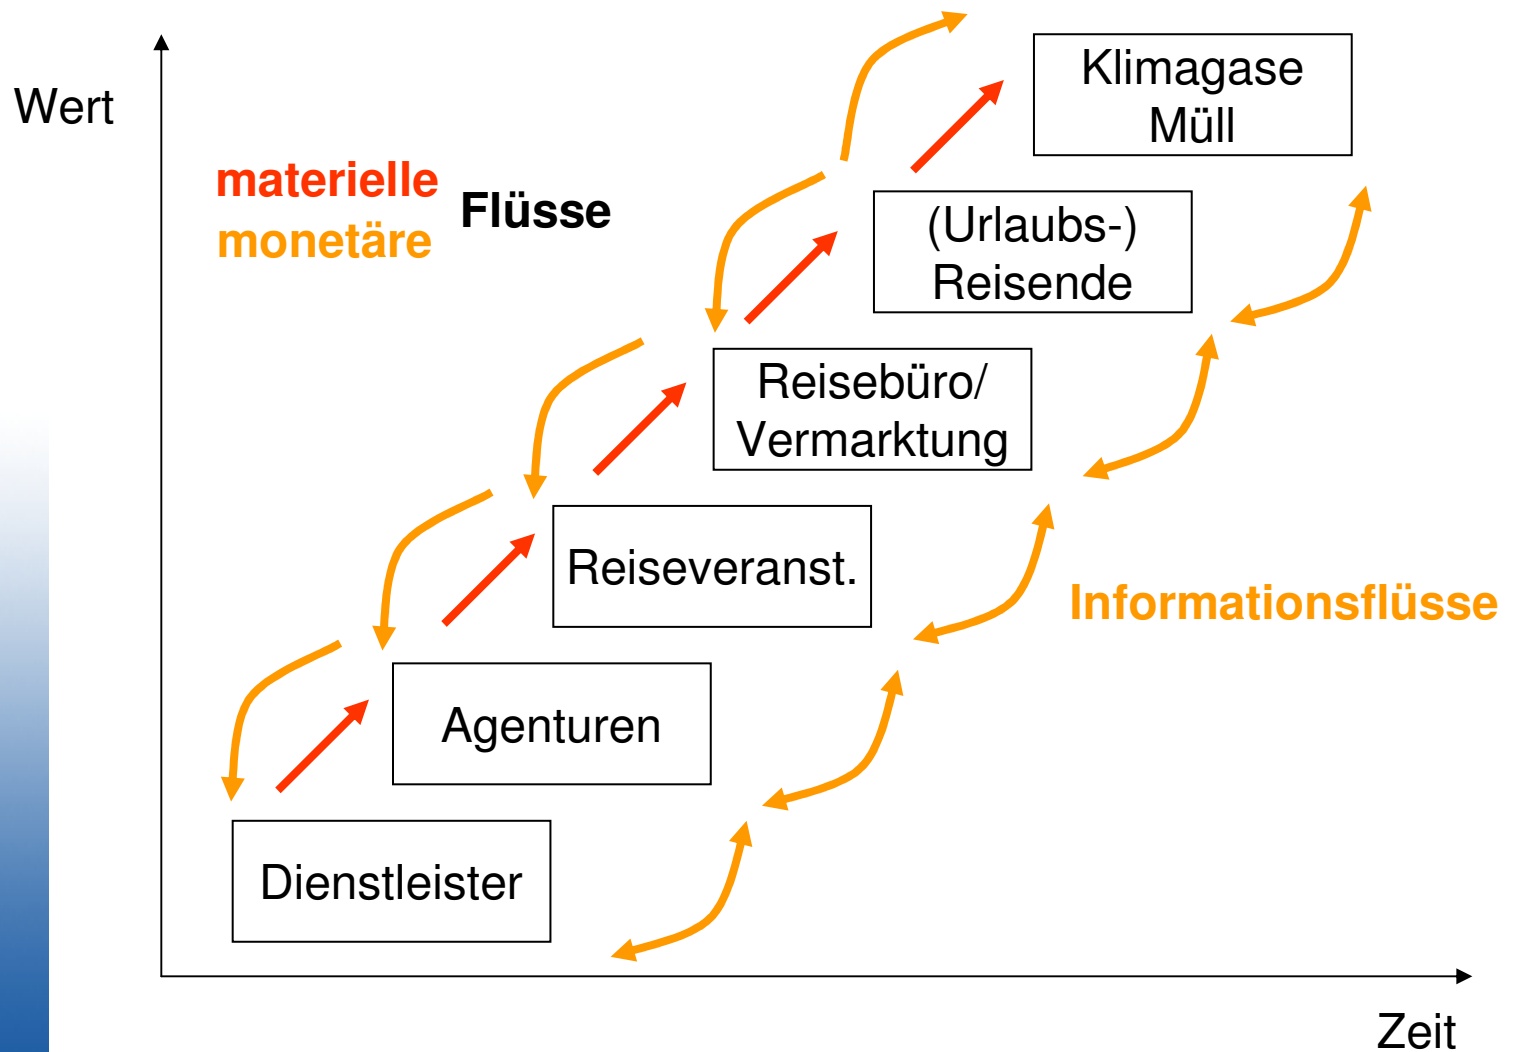 Wert
materielle
monetäre
Flüsse
Klimagase
Müll
(Urlaubs-)
Reisende
Reisebüro/
Vermarktung
Reiseveranst.
Informationsflüsse
Agenturen
Dienstleister
Zeit